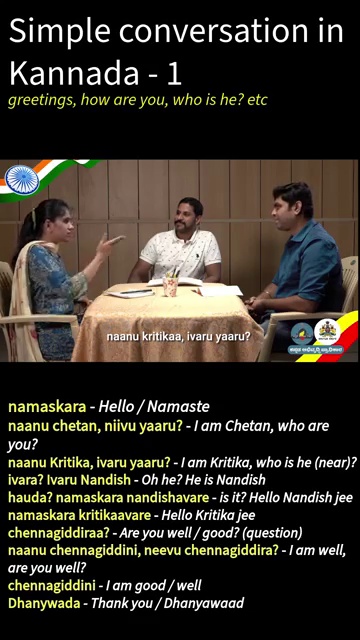 Simple conversation in
Kannada - 1
greetings, how are you, who is he? etc
naanu kritikaa, ivaru yaaru?
namaskara - Hello / Namaste
naanu chetan, niivu yaaru? - I am Chetan, who are
you?
naanu Kritika, ivaru yaaru? - I am Kritika, who is he (near)?
ivara? Ivaru Nandish - Oh he? He is Nandish
hauda? namaskara nandishavare - is it? Hello Nandish jee
namaskara kritikaavare - Hello Kritika jee
chennagiddiraa? - Are you well / good? (question)
naanu chennagiddini, neevu chennagiddira? - I am well,
are you well?
chennagiddini - I am good / well
Dhanywada - Thank you / Dhanyawaad